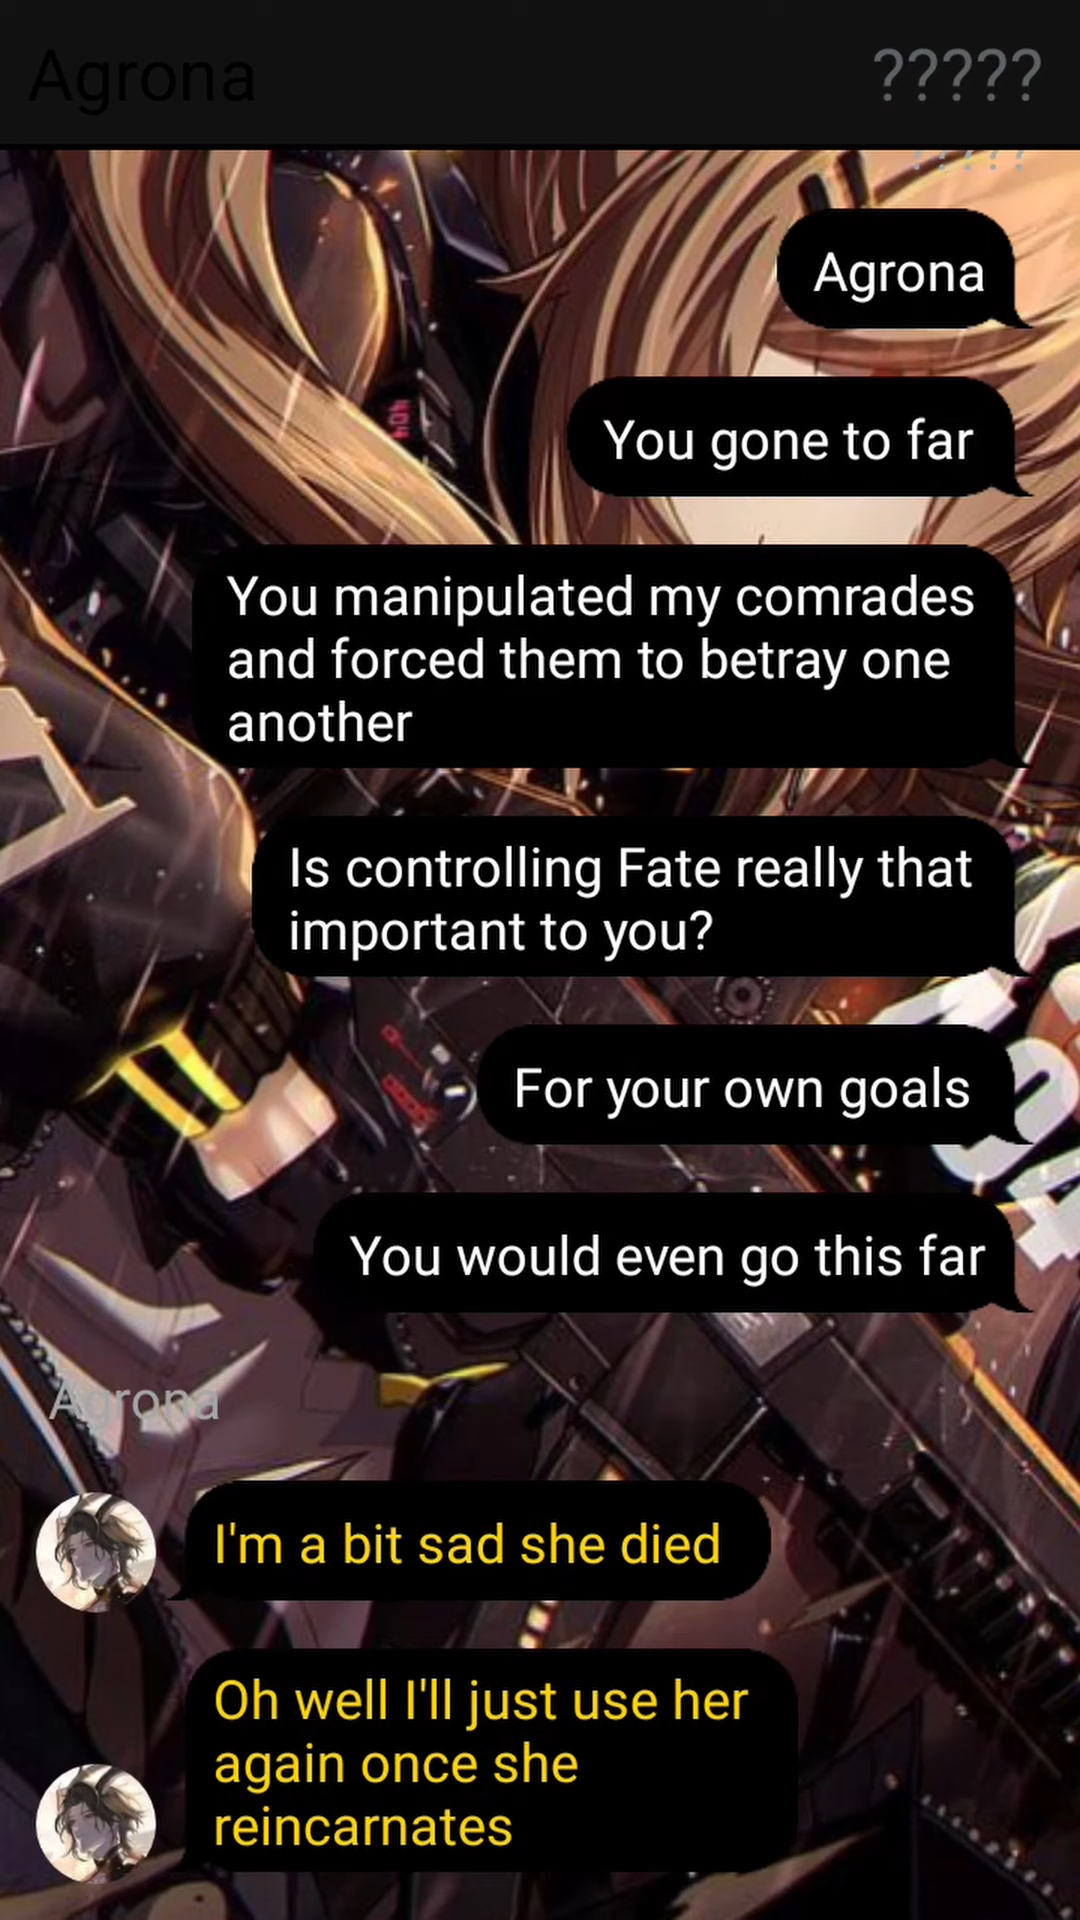 Agrona
?????
?????
Agrona
You gone to far
You manipulated my comrades
and forced them to betray one
another
Is controlling Fate really that
important to you?
For your own goals
You would even go this far
Agrona
I'm a bit sad she died
Oh well I'll just use her
again once she
reincarnates
404